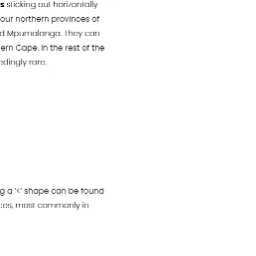 s sticking out horizontally
our northern provinces of
d Mpumalanga. They can
ern Cape. In the rest of the
edingly rare.
g a '<' shape can be found
ces, most commonly in